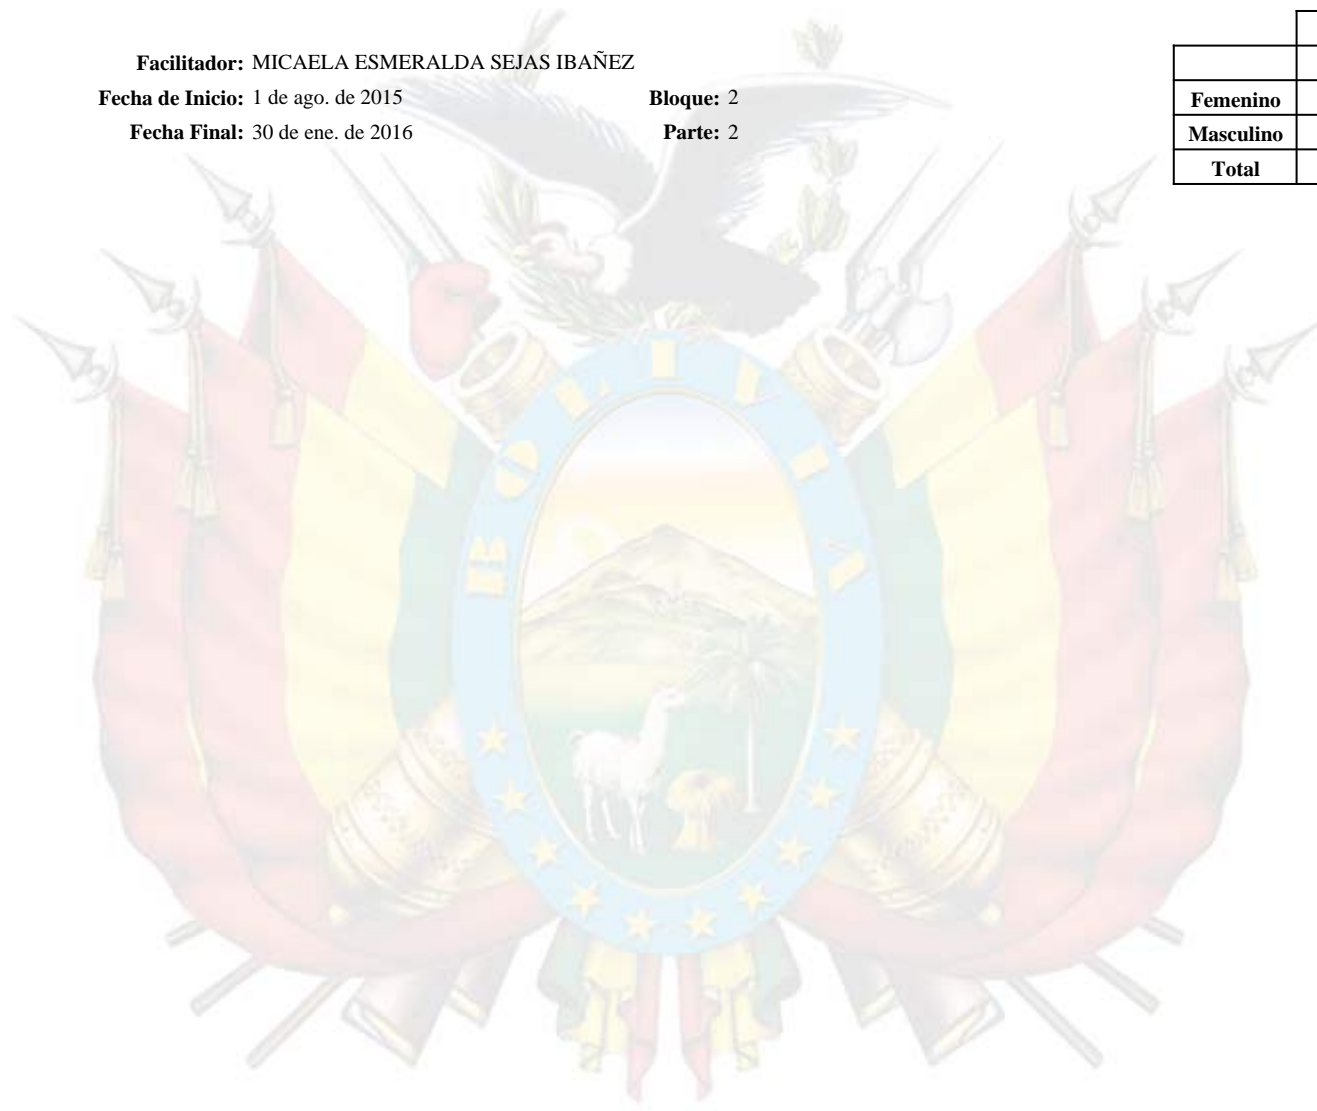 Facilitador: MICAELA ESMERALDA SEJAS IBAÑEZ
Fecha de Inicio: 1 de ago. de 2015 Bloque: 2
Fecha Final: 30 de ene. de 2016 Parte: 2
Femenino
Masculino
Total
BOLIVIA